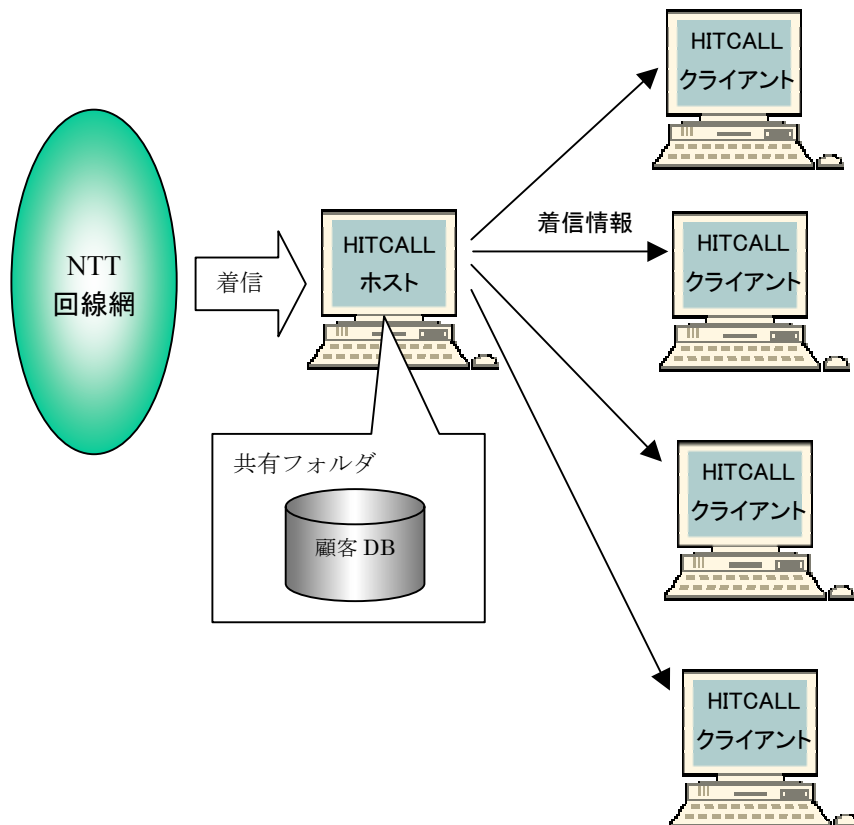 HITCALL
クライアント
NTT
回線網
着信
HITCALL
ホスト
着信情報
HITCALL
クライアント
共有フォルダ
顧客 DB
HITCALL
クライアント
HITCALL
クライアント